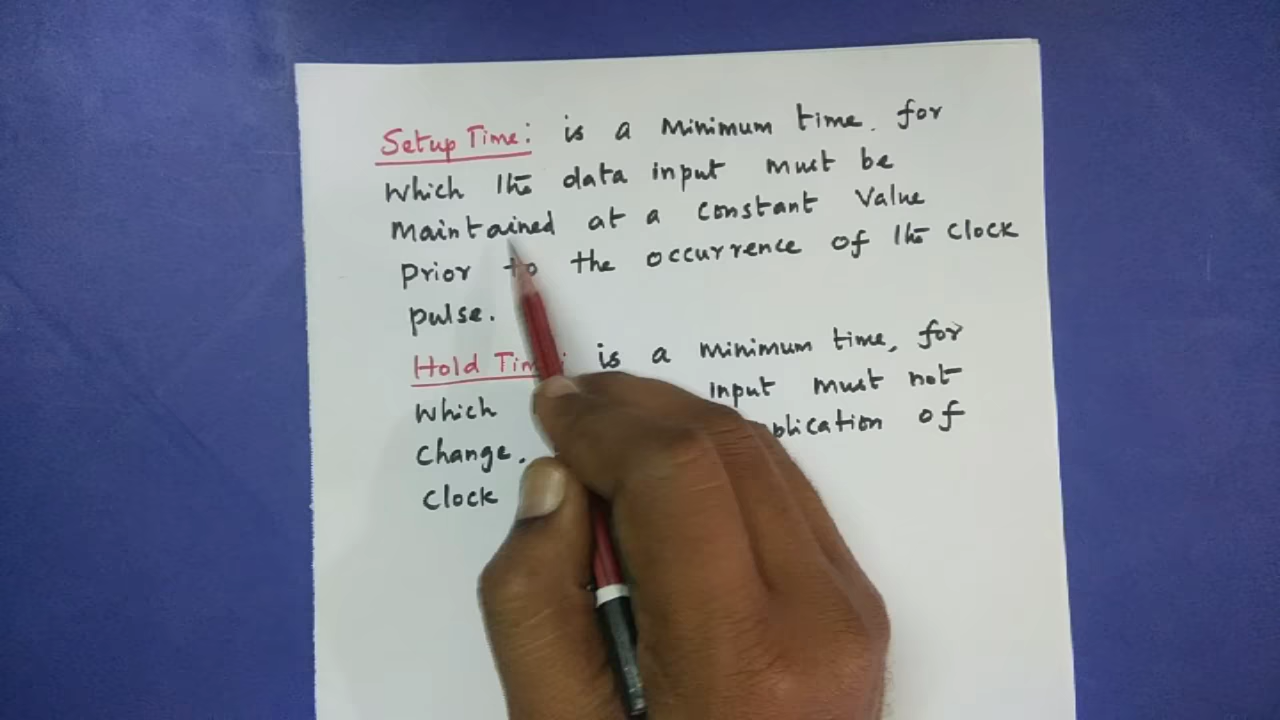 Setup Time: is a Minimum time. for
which the data input must be
maintained at a constant value
prior to the occurrence of the clock
pulse.
Hold Tim : is a minimum time, for
which input must not
change. plication of
clock